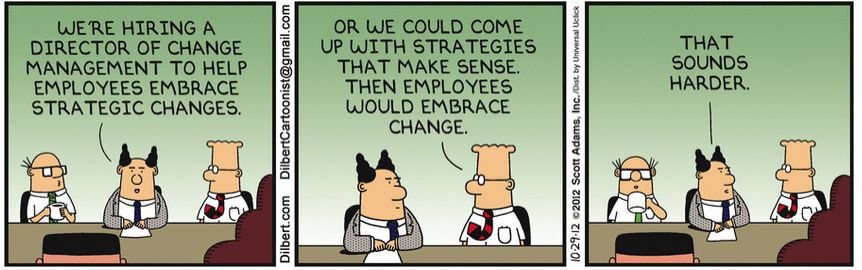 WE'RE HIRING A
DIRECTOR OF CHANGE
MANAGEMENT TO HELP
EMPLOYEES EMBRACE
STRATEGIC CHANGES.
Dilbert.com DilbertCartoonist@gmail.com
OR WE COULD COME
UP WITH STRATEGIES
THAT MAKE SENSE.
THEN EMPLOYEES
WOULD EMBRACE
CHANGE.
10-29-12 © 2012 Scott Adams, Inc. /Dist. by Universal Uclick
THAT
SOUNDS
HARDER.